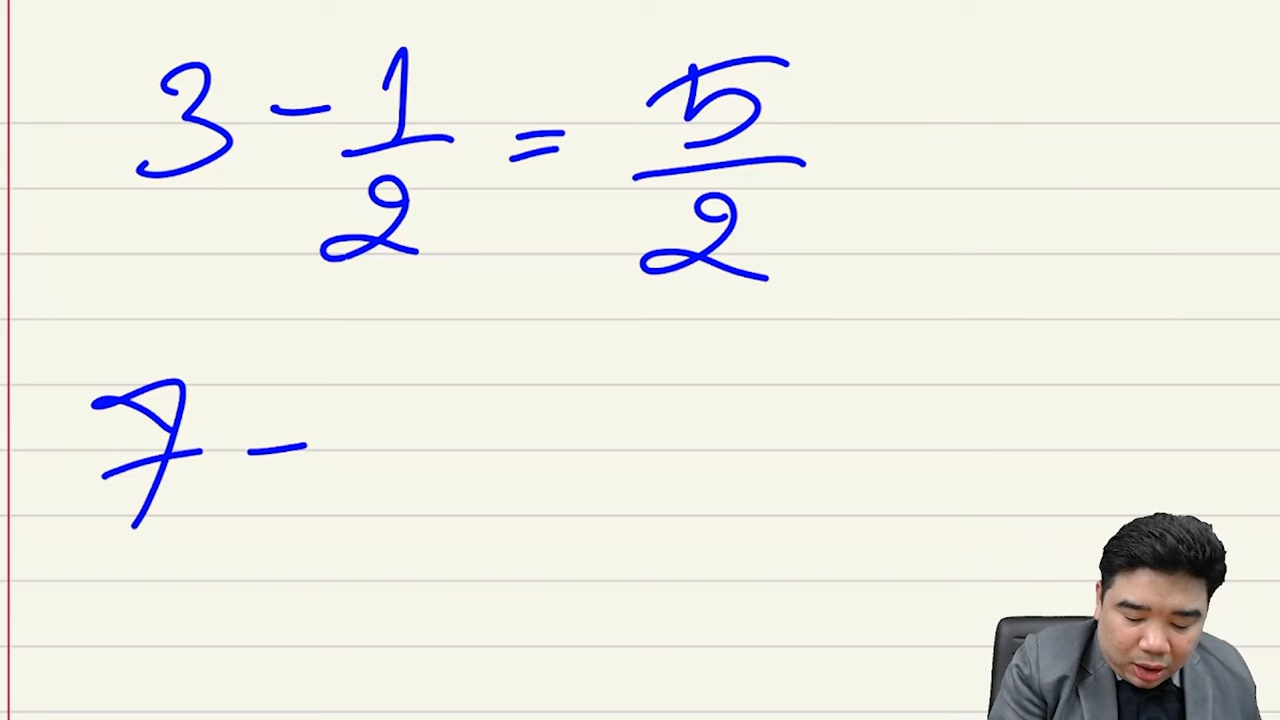 3 - 1/2 = 5/2
7 -